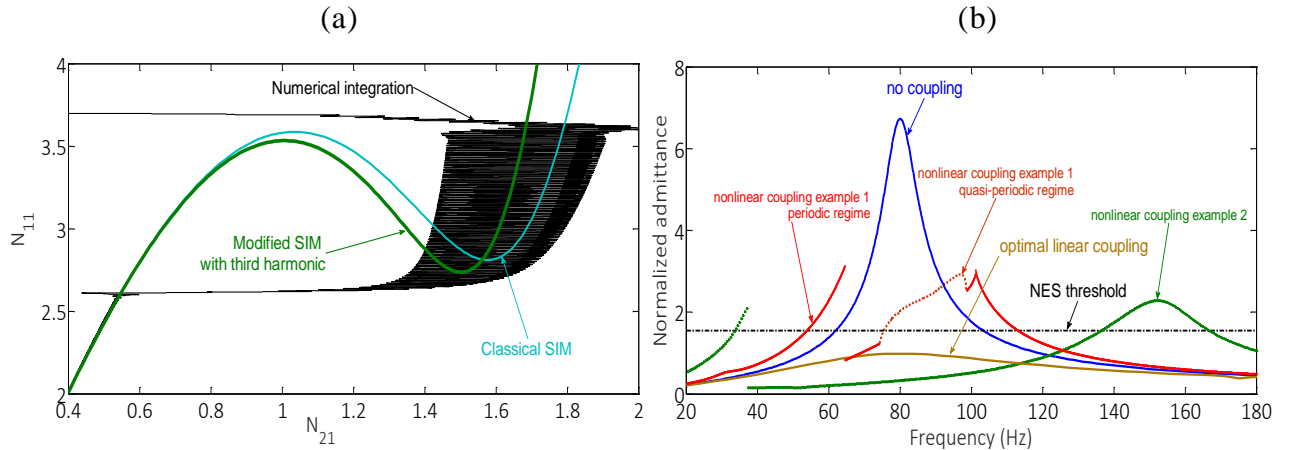 (a)
(b)
4
3.5
3
2.5
2
0.4
0.6
0.8
1
1.2
1.4
1.6
1.8
2
N11
N21
Numerical integration
Modified SIM
with third harmonic
Classical SIM
8
6
4
2
0
20
40
60
80
100
120
140
160
180
Normalized admittance
Frequency (Hz)
no coupling
nonlinear coupling example 1
periodic regime
nonlinear coupling example 1
quasi-periodic regime
nonlinear coupling example 2
optimal linear coupling
NES threshold